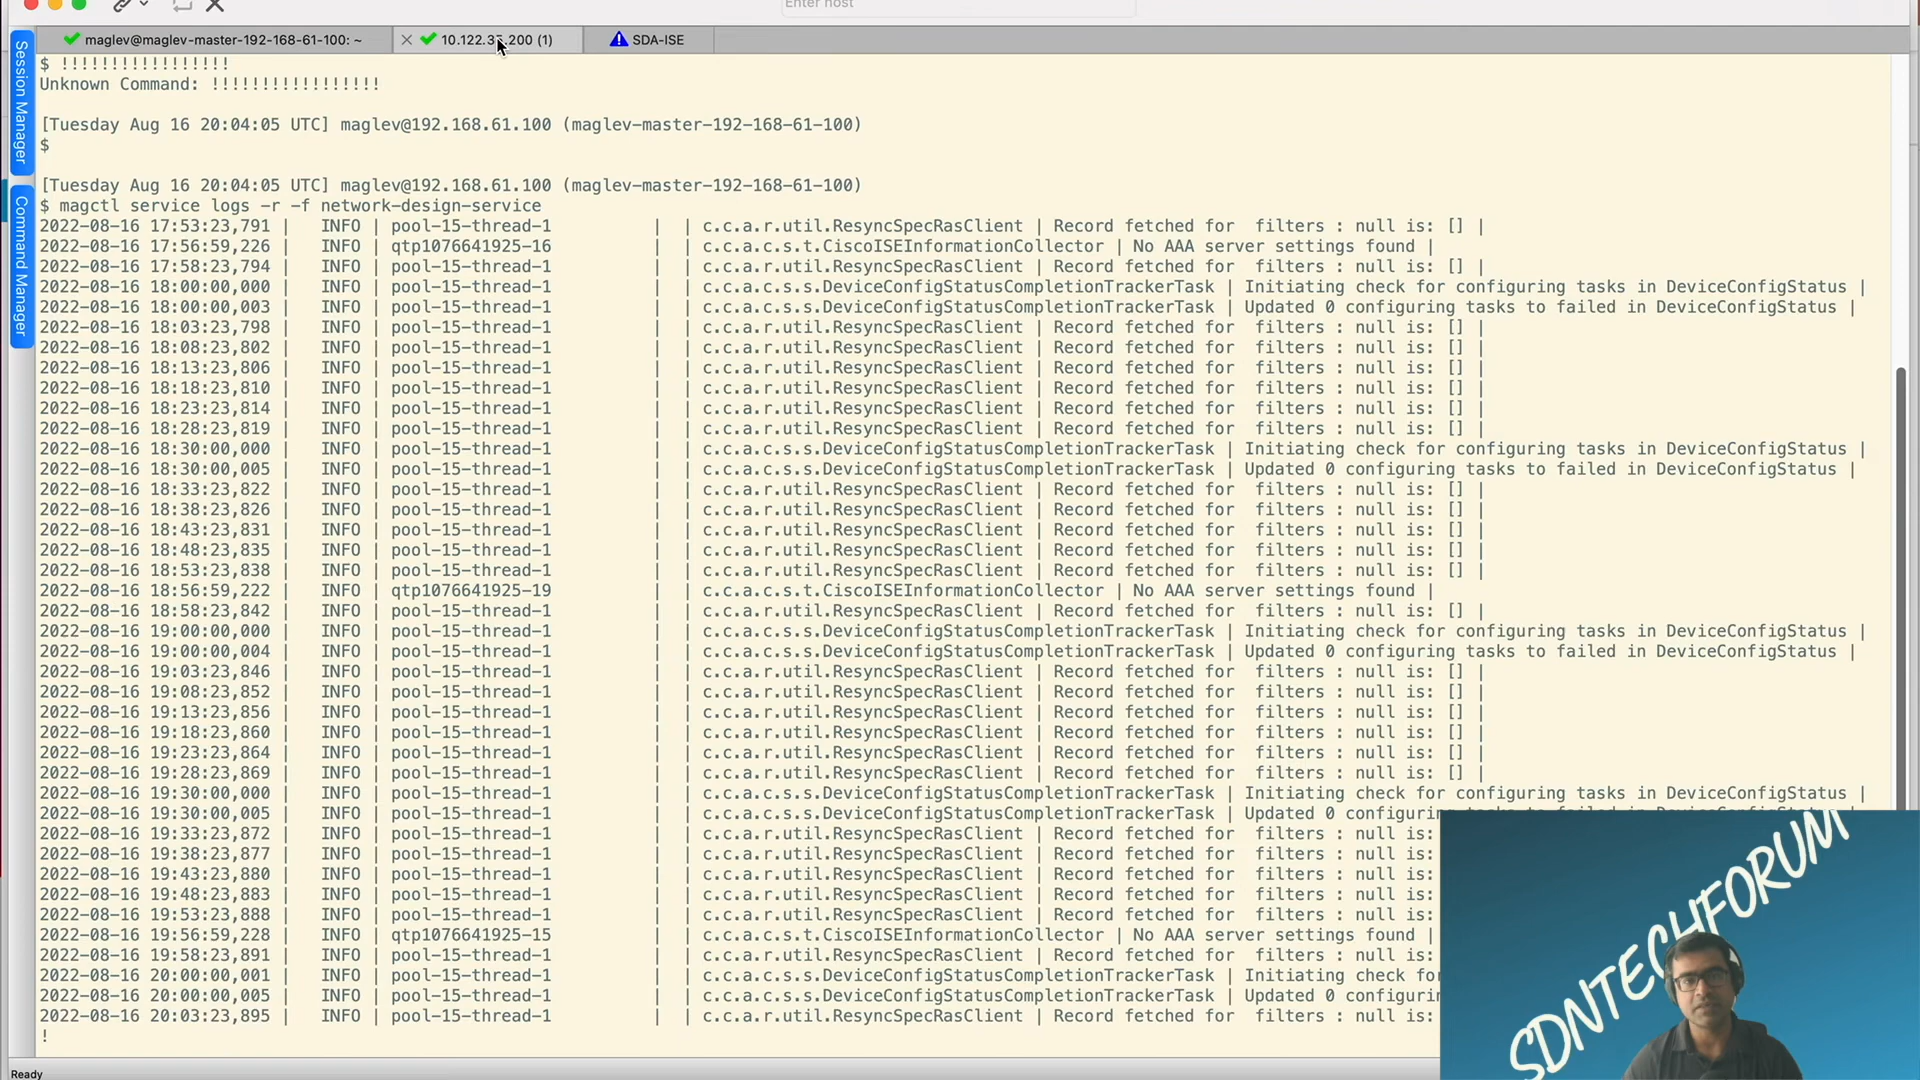 Enter host
maglev@maglev-master-192-168-61-100: ~
10.122.35.200 (1)
SDA-ISE
Session Manager
Command Manager
$ !!!!!!!!!!!!!!!!!
Unknown Command: !!!!!!!!!!!!!!!!!
[Tuesday Aug 16 20:04:05 UTC] maglev@192.168.61.100 (maglev-master-192-168-61-100)
$
[Tuesday Aug 16 20:04:05 UTC] maglev@192.168.61.100 (maglev-master-192-168-61-100)
$ magctl service logs -r -f network-design-service
2022-08-16 17:53:23,791 | INFO | pool-15-thread-1 | | c.c.a.r.util.ResyncSpecRasClient | Record fetched for filters : null is: [] |
2022-08-16 17:56:59,226 | INFO | qtp1076641925-16 | | c.c.a.c.s.t.CiscoISEInformationCollector | No AAA server settings found |
2022-08-16 17:58:23,794 | INFO | pool-15-thread-1 | | c.c.a.r.util.ResyncSpecRasClient | Record fetched for filters : null is: [] |
2022-08-16 18:00:00,000 | INFO | pool-15-thread-1 | | c.c.a.c.s.s.DeviceConfigStatusCompletionTrackerTask | Initiating check for configuring tasks in DeviceConfigStatus |
2022-08-16 18:00:00,003 | INFO | pool-15-thread-1 | | c.c.a.c.s.s.DeviceConfigStatusCompletionTrackerTask | Updated 0 configuring tasks to failed in DeviceConfigStatus |
2022-08-16 18:03:23,798 | INFO | pool-15-thread-1 | | c.c.a.r.util.ResyncSpecRasClient | Record fetched for filters : null is: [] |
2022-08-16 18:08:23,802 | INFO | pool-15-thread-1 | | c.c.a.r.util.ResyncSpecRasClient | Record fetched for filters : null is: [] |
2022-08-16 18:13:23,806 | INFO | pool-15-thread-1 | | c.c.a.r.util.ResyncSpecRasClient | Record fetched for filters : null is: [] |
2022-08-16 18:18:23,810 | INFO | pool-15-thread-1 | | c.c.a.r.util.ResyncSpecRasClient | Record fetched for filters : null is: [] |
2022-08-16 18:23:23,814 | INFO | pool-15-thread-1 | | c.c.a.r.util.ResyncSpecRasClient | Record fetched for filters : null is: [] |
2022-08-16 18:28:23,819 | INFO | pool-15-thread-1 | | c.c.a.r.util.ResyncSpecRasClient | Record fetched for filters : null is: [] |
2022-08-16 18:30:00,000 | INFO | pool-15-thread-1 | | c.c.a.c.s.s.DeviceConfigStatusCompletionTrackerTask | Initiating check for configuring tasks in DeviceConfigStatus |
2022-08-16 18:30:00,005 | INFO | pool-15-thread-1 | | c.c.a.c.s.s.DeviceConfigStatusCompletionTrackerTask | Updated 0 configuring tasks to failed in DeviceConfigStatus |
2022-08-16 18:33:23,822 | INFO | pool-15-thread-1 | | c.c.a.r.util.ResyncSpecRasClient | Record fetched for filters : null is: [] |
2022-08-16 18:38:23,826 | INFO | pool-15-thread-1 | | c.c.a.r.util.ResyncSpecRasClient | Record fetched for filters : null is: [] |
2022-08-16 18:43:23,831 | INFO | pool-15-thread-1 | | c.c.a.r.util.ResyncSpecRasClient | Record fetched for filters : null is: [] |
2022-08-16 18:48:23,835 | INFO | pool-15-thread-1 | | c.c.a.r.util.ResyncSpecRasClient | Record fetched for filters : null is: [] |
2022-08-16 18:53:23,838 | INFO | pool-15-thread-1 | | c.c.a.r.util.ResyncSpecRasClient | Record fetched for filters : null is: [] |
2022-08-16 18:56:59,222 | INFO | qtp1076641925-19 | | c.c.a.c.s.t.CiscoISEInformationCollector | No AAA server settings found |
2022-08-16 18:58:23,842 | INFO | pool-15-thread-1 | | c.c.a.r.util.ResyncSpecRasClient | Record fetched for filters : null is: [] |
2022-08-16 19:00:00,000 | INFO | pool-15-thread-1 | | c.c.a.c.s.s.DeviceConfigStatusCompletionTrackerTask | Initiating check for configuring tasks in DeviceConfigStatus |
2022-08-16 19:00:00,004 | INFO | pool-15-thread-1 | | c.c.a.c.s.s.DeviceConfigStatusCompletionTrackerTask | Updated 0 configuring tasks to failed in DeviceConfigStatus |
2022-08-16 19:03:23,846 | INFO | pool-15-thread-1 | | c.c.a.r.util.ResyncSpecRasClient | Record fetched for filters : null is: [] |
2022-08-16 19:08:23,852 | INFO | pool-15-thread-1 | | c.c.a.r.util.ResyncSpecRasClient | Record fetched for filters : null is: [] |
2022-08-16 19:13:23,856 | INFO | pool-15-thread-1 | | c.c.a.r.util.ResyncSpecRasClient | Record fetched for filters : null is: [] |
2022-08-16 19:18:23,860 | INFO | pool-15-thread-1 | | c.c.a.r.util.ResyncSpecRasClient | Record fetched for filters : null is: [] |
2022-08-16 19:23:23,864 | INFO | pool-15-thread-1 | | c.c.a.r.util.ResyncSpecRasClient | Record fetched for filters : null is: [] |
2022-08-16 19:28:23,869 | INFO | pool-15-thread-1 | | c.c.a.r.util.ResyncSpecRasClient | Record fetched for filters : null is: [] |
2022-08-16 19:30:00,000 | INFO | pool-15-thread-1 | | c.c.a.c.s.s.DeviceConfigStatusCompletionTrackerTask | Initiating check for configuring tasks in DeviceConfigStatus |
2022-08-16 19:30:00,005 | INFO | pool-15-thread-1 | | c.c.a.c.s.s.DeviceConfigStatusCompletionTrackerTask | Updated 0 configuring tasks to failed in DeviceConfigStatus |
2022-08-16 19:33:23,872 | INFO | pool-15-thread-1 | | c.c.a.r.util.ResyncSpecRasClient | Record fetched for filters : null is:
2022-08-16 19:38:23,877 | INFO | pool-15-thread-1 | | c.c.a.r.util.ResyncSpecRasClient | Record fetched for filters : null is:
2022-08-16 19:43:23,880 | INFO | pool-15-thread-1 | | c.c.a.r.util.ResyncSpecRasClient | Record fetched for filters : null is:
2022-08-16 19:48:23,883 | INFO | pool-15-thread-1 | | c.c.a.r.util.ResyncSpecRasClient | Record fetched for filters : null is:
2022-08-16 19:53:23,888 | INFO | pool-15-thread-1 | | c.c.a.r.util.ResyncSpecRasClient | Record fetched for filters : null is:
2022-08-16 19:56:59,228 | INFO | qtp1076641925-15 | | c.c.a.c.s.t.CiscoISEInformationCollector | No AAA server settings found |
2022-08-16 19:58:23,891 | INFO | pool-15-thread-1 | | c.c.a.r.util.ResyncSpecRasClient | Record fetched for filters : null is:
2022-08-16 20:00:00,001 | INFO | pool-15-thread-1 | | c.c.a.c.s.s.DeviceConfigStatusCompletionTrackerTask | Initiating check fo
2022-08-16 20:00:00,005 | INFO | pool-15-thread-1 | | c.c.a.c.s.s.DeviceConfigStatusCompletionTrackerTask | Updated 0 configuri
2022-08-16 20:03:23,895 | INFO | pool-15-thread-1 | | c.c.a.r.util.ResyncSpecRasClient | Record fetched for filters : null is:
!
Ready
SDNTECHFORUM